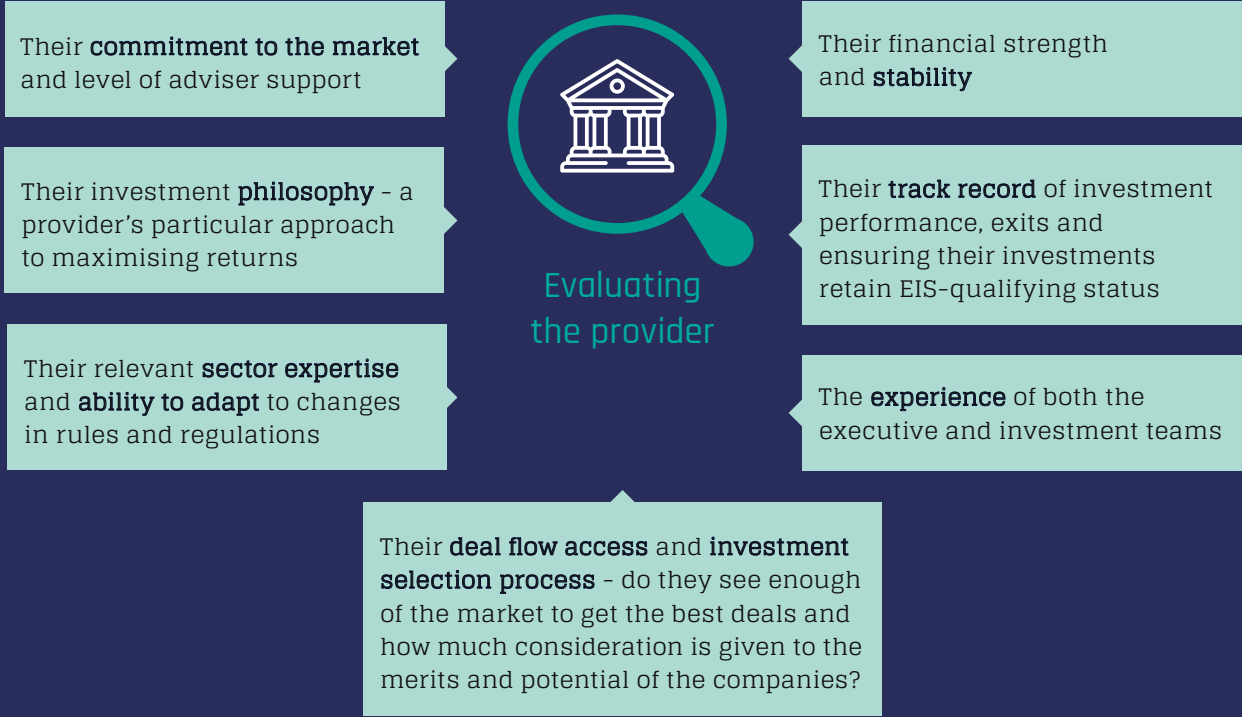 Their commitment to the market
and level of adviser support
Their investment philosophy - a
provider's particular approach
to maximising returns
Their relevant sector expertise
and ability to adapt to changes
in rules and regulations
Evaluating
the provider
Their financial strength
and stability
Their track record of investment
performance, exits and
ensuring their investments
retain EIS-qualifying status
The experience of both the
executive and investment teams
Their deal flow access and investment
selection process - do they see enough
of the market to get the best deals and
how much consideration is given to the
merits and potential of the companies?